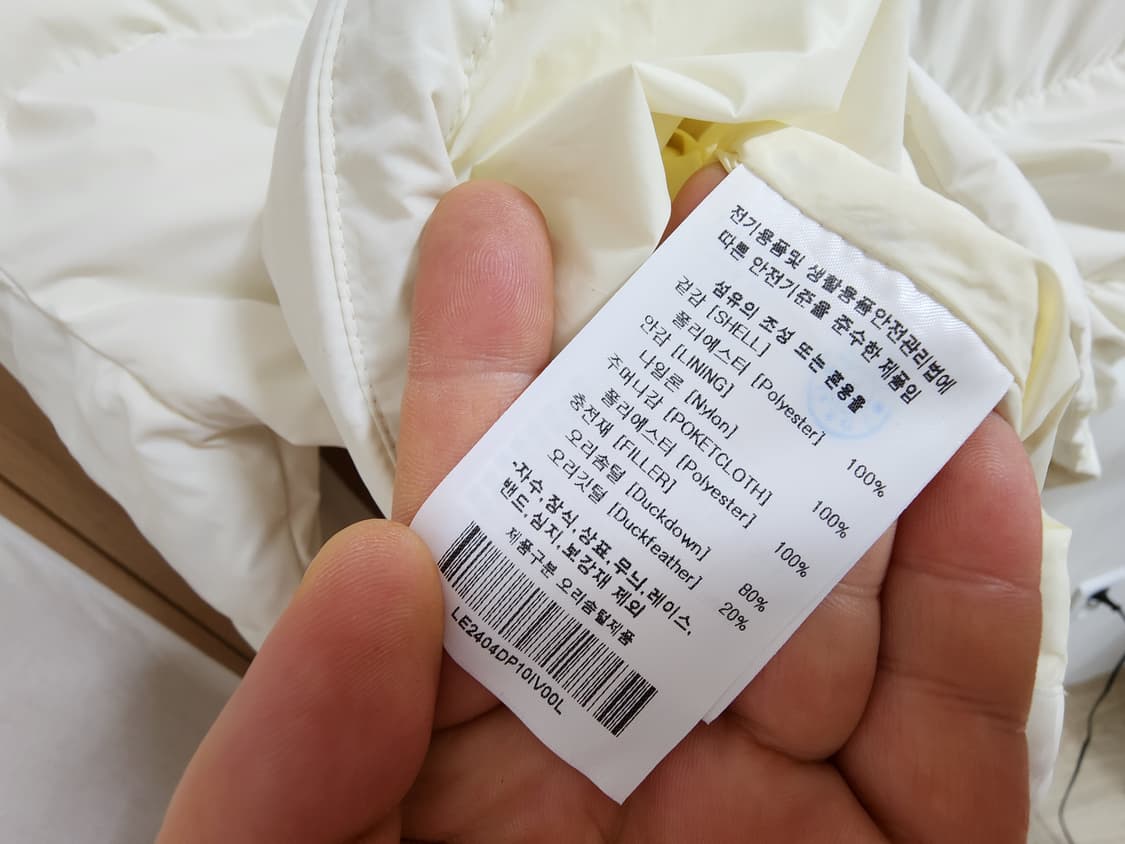 전기용품및 생활용품안전관리법에
따른 안전기준을 준수한 제품임
섬유의 조성 또는 혼용율
겉감 [SHELL]
폴리에스터 [Polyester] 100%
안감 [LINING]
나일론 [Nylon] 100%
주머니감 [POKETCLOTH]
폴리에스터 [Polyester] 100%
충전재 [FILLER]
오리솜털 [Duckdown] 80%
오리깃털 [Duckfeather] 20%
-자수,장식,상표,무늬,레이스,
밴드,심지,보강재 제외
제품구분 오리솜털제품
LE2404DP10IV00L